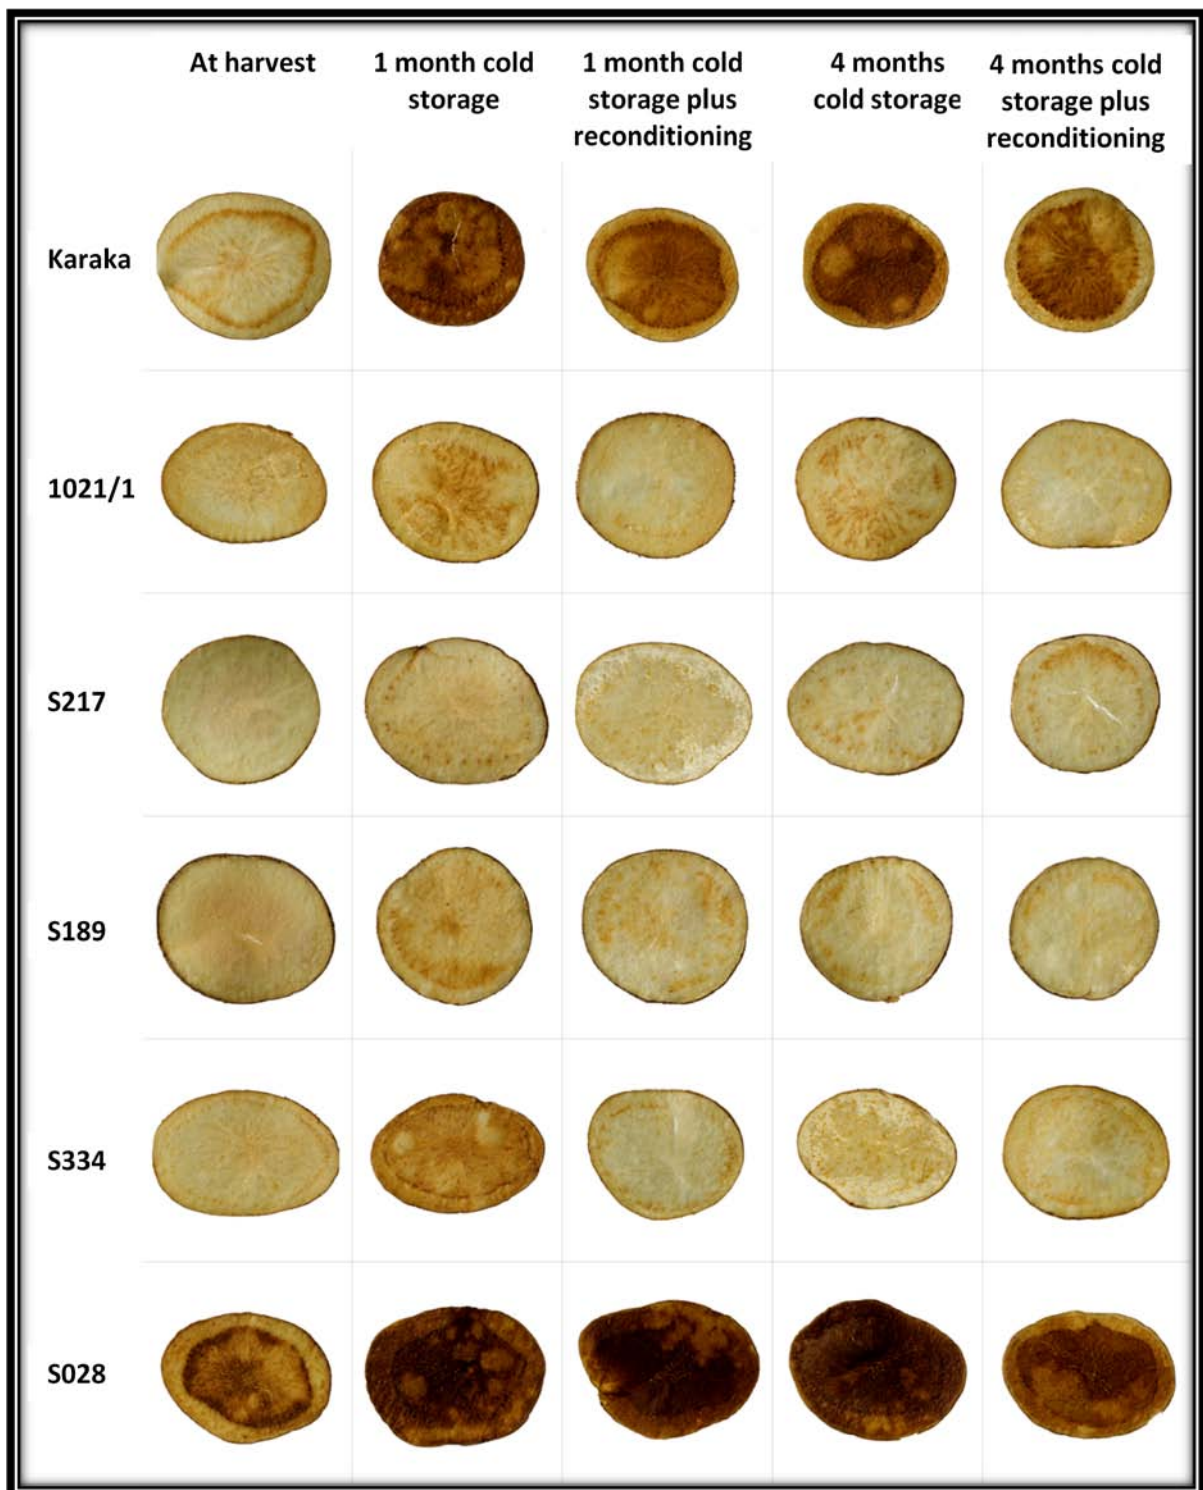 At harvest
1 month cold
storage
1 month cold
storage plus
reconditioning
4 months
cold storage
4 months cold
storage plus
reconditioning
Karaka
1021/1
S217
S189
S334
S028